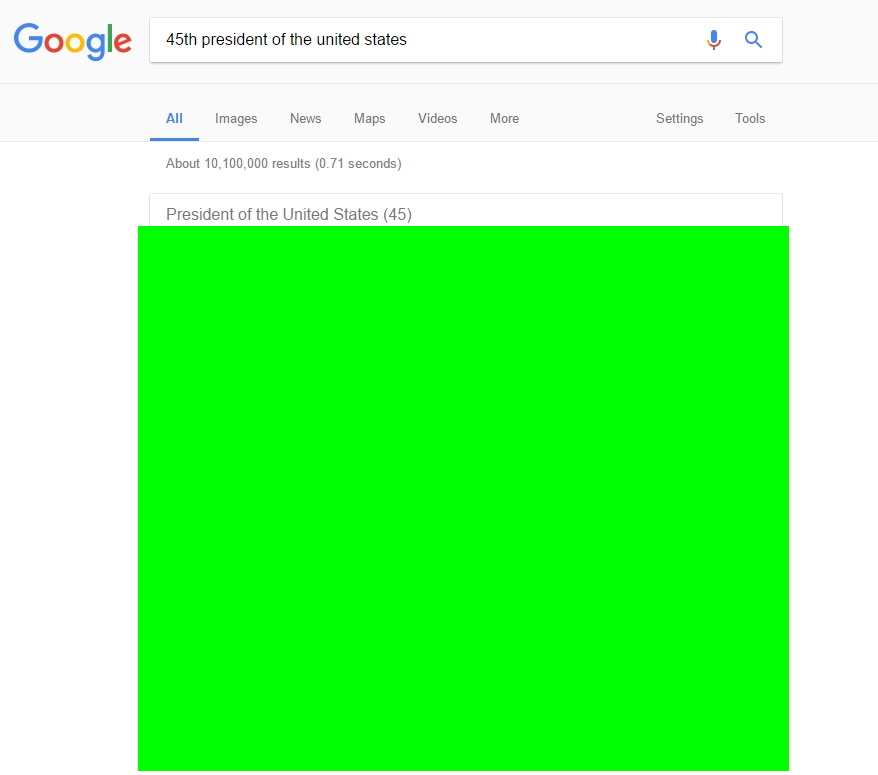 Google
45th president of the united states
All Images News Maps Videos More Settings Tools
About 10,100,000 results (0.71 seconds)
President of the United States (45)